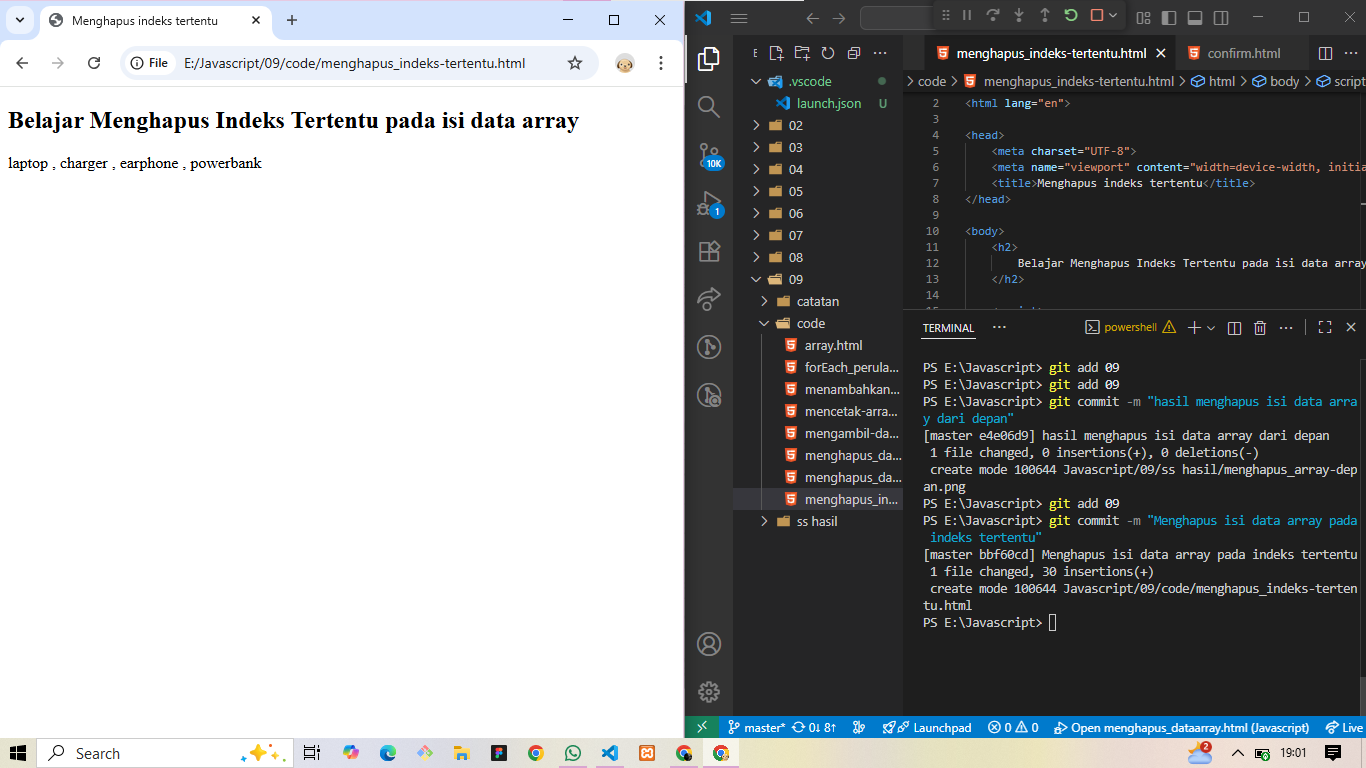 Menghapus indeks tertentu
File
E:/Javascript/09/code/menghapus_indeks-tertentu.html
Belajar Menghapus Indeks Tertentu pada isi data array
laptop , charger , earphone , powerbank
E
.vscode
launch.json U
02
03
04
05
06
07
08
09
catatan
code
array.html
forEach_perula...
menambahkan...
mencetak-arra...
mengambil-da...
menghapus_da...
menghapus_da...
menghapus_in...
ss hasil
10K
1
menghapus_indeks-tertentu.html
confirm.html
code > menghapus_indeks-tertentu.html > html > body > script
2 <html lang="en">
3
4 <head>
5 <meta charset="UTF-8">
6 <meta name="viewport" content="width=device-width, initia
7 <title>Menghapus indeks tertentu</title>
8 </head>
9
10 <body>
11 <h2>
12 Belajar Menghapus Indeks Tertentu pada isi data array
13 </h2>
14
TERMINAL
powershell
PS E:\Javascript> git add 09
PS E:\Javascript> git add 09
PS E:\Javascript> git commit -m "hasil menghapus isi data arra
y dari depan"
[master e4e06d9] hasil menghapus isi data array dari depan
1 file changed, 0 insertions(+), 0 deletions(-)
create mode 100644 Javascript/09/ss hasil/menghapus_array-dep
an.png
PS E:\Javascript> git add 09
PS E:\Javascript> git commit -m "Menghapus isi data array pada
indeks tertentu"
[master bbf60cd] Menghapus isi data array pada indeks tertentu
1 file changed, 30 insertions(+)
create mode 100644 Javascript/09/code/menghapus_indeks-terten
tu.html
PS E:\Javascript>
master* 0↓ 8↑ Launchpad 0 0 Open menghapus_dataarray.html (Javascript) Live
Search
2
19:01